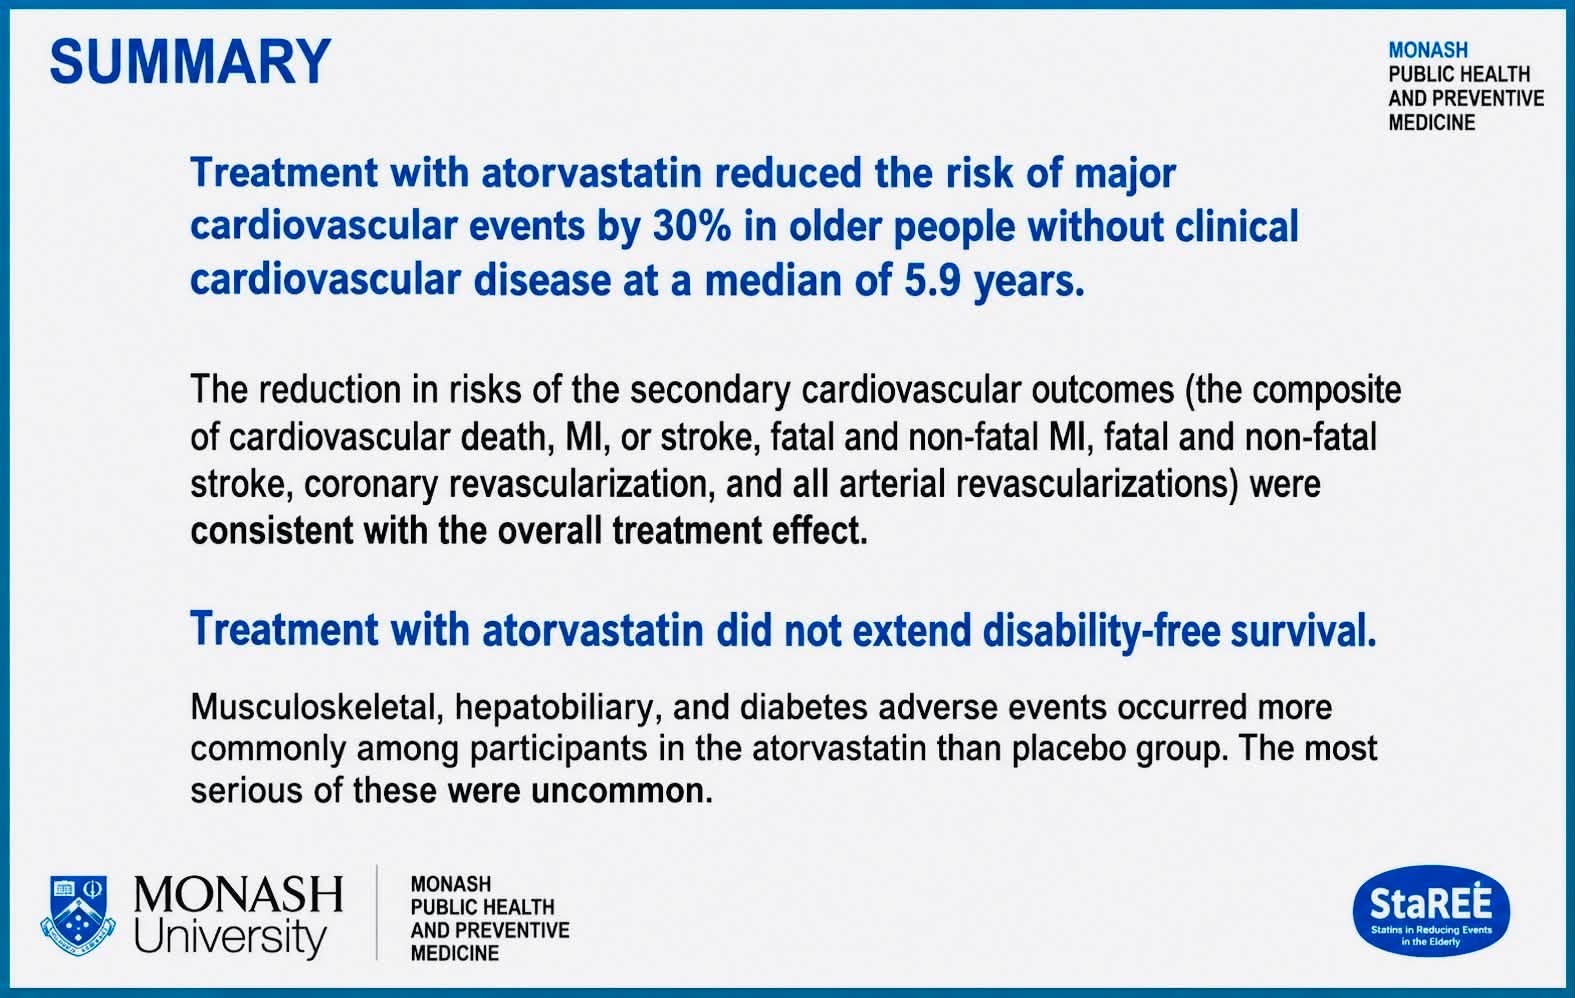 SUMMARY
MONASH
PUBLIC HEALTH
AND PREVENTIVE
MEDICINE
Treatment with atorvastatin reduced the risk of major
cardiovascular events by 30% in older people without clinical
cardiovascular disease at a median of 5.9 years.
The reduction in risks of the secondary cardiovascular outcomes (the composite
of cardiovascular death, MI, or stroke, fatal and non-fatal MI, fatal and non-fatal
stroke, coronary revascularization, and all arterial revascularizations) were
consistent with the overall treatment effect.
Treatment with atorvastatin did not extend disability-free survival.
Musculoskeletal, hepatobiliary, and diabetes adverse events occurred more
commonly among participants in the atorvastatin than placebo group. The most
serious of these were uncommon.
MONASH
University
MONASH
PUBLIC HEALTH
AND PREVENTIVE
MEDICINE
StaREE
Statins in Reducing Events
in the Elderly